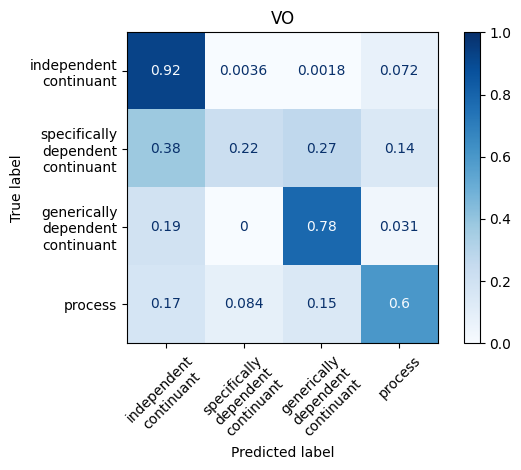 VO
independent
continuant
0.92 0.0036 0.0018 0.072
specifically
dependent
continuant
0.38 0.22 0.27 0.14
generically
dependent
continuant
0.19 0 0.78 0.031
process
0.17 0.084 0.15 0.6
True label
independent
continuant
specifically
dependent
continuant
generically
dependent
continuant
process
Predicted label
1.0
0.8
0.6
0.4
0.2
0.0